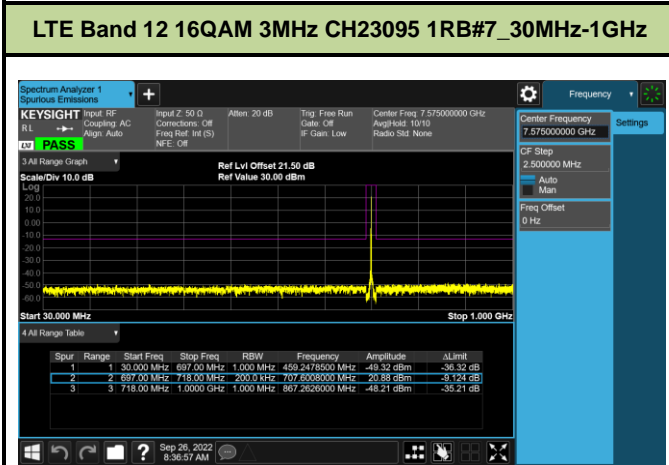 LTE Band 12 16QAM 3MHz CH23095 1RB#7_30MHz-1GHz
Spectrum Analyzer 1
Spurious Emissions
Frequency
KEYSIGHT Input: RF Input Z: 50 Ω Atten: 20 dB Trig: Free Run Center Freq: 7.575000000 GHz
RL Coupling: AC Corrections: Off Gate: Off Avg|Hold: 10/10
Align: Auto Freq Ref: Int (S) IF Gain: Low Radio Std: None
LXI PASS NFE: Off
Center Frequency
7.575000000 GHz
Settings
CF Step
2.500000 MHz
Auto
Man
Freq Offset
0 Hz
3 All Range Graph
Ref Lvl Offset 21.50 dB
Scale/Div 10.0 dB Ref Value 30.00 dBm
Log
20.0
10.0
0.00
-10.0
-20.0
-30.0
-40.0
-50.0
-60.0
Start 30.000 MHz Stop 1.000 GHz
4 All Range Table
Spur Range Start Freq Stop Freq RBW Frequency Amplitude ΔLimit
1 1 30.000 MHz 697.00 MHz 1.000 MHz 459.2478500 MHz -49.32 dBm -36.32 dB
2 2 697.00 MHz 718.00 MHz 200.0 kHz 707.6008000 MHz 20.88 dBm -9.124 dB
3 3 718.00 MHz 1.0000 GHz 1.000 MHz 867.2626000 MHz -48.21 dBm -35.21 dB
Sep 26, 2022
8:36:57 AM